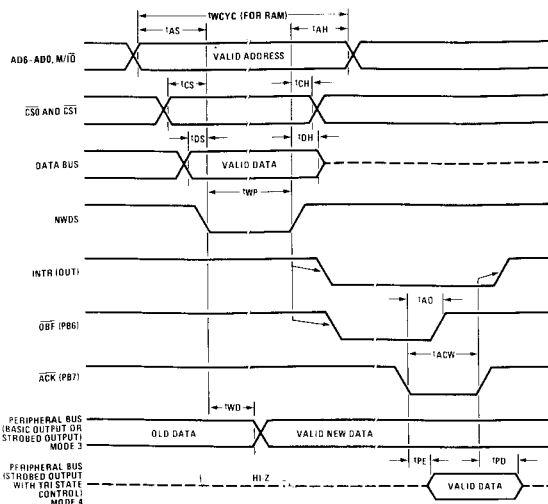 tWCYC (FOR RAM)
tAS
tAH
AD6-AD0, M/IO
VALID ADDRESS
tCS
tCH
CS0 AND CS1
tDS
tDH
DATA BUS
VALID DATA
tWP
NWDS
INTR (OUT)
tAO
OBF (PB6)
tACW
ACK (PB7)
tWD
PERIPHERAL BUS
(BASIC OUTPUT OR
STROBED OUTPUT)
MODE 3
OLD DATA
VALID NEW DATA
tPE
tPD
PERIPHERAL BUS
(STROBED OUTPUT
WITH TRI STATE
CONTROL)
MODE 4
HI-Z
VALID DATA